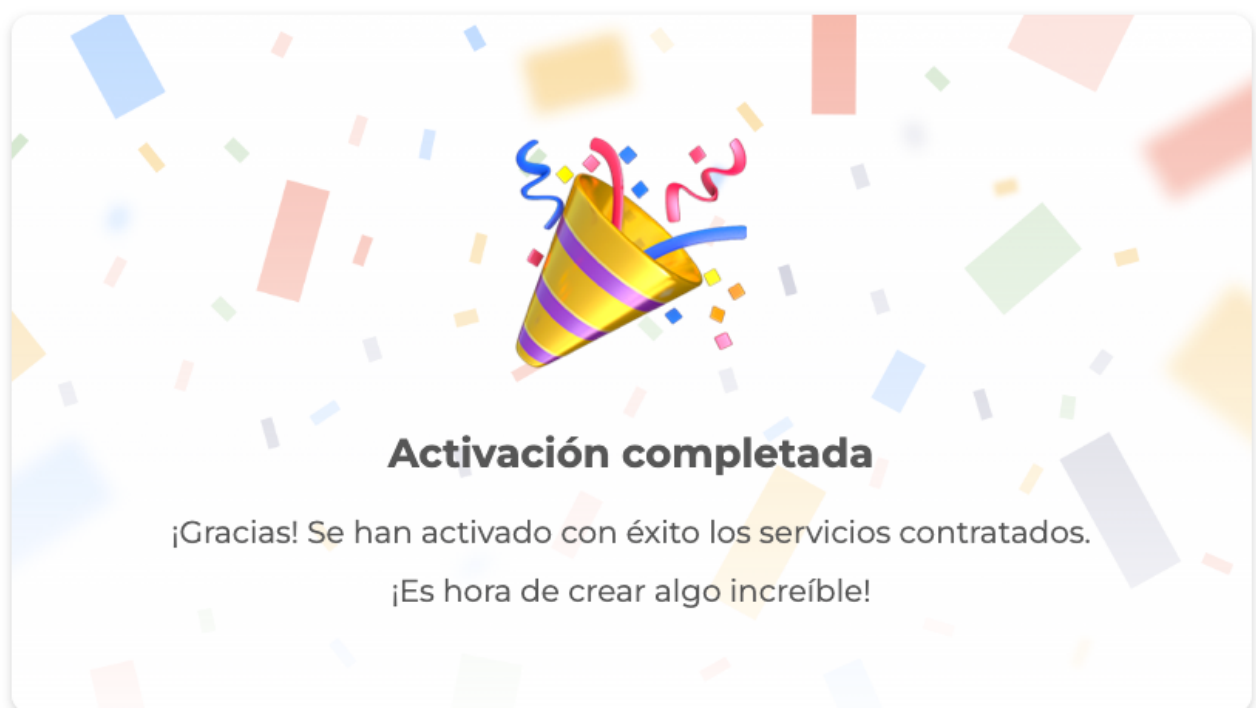 Activación completada
¡Gracias! Se han activado con éxito los servicios contratados.
¡Es hora de crear algo increíble!